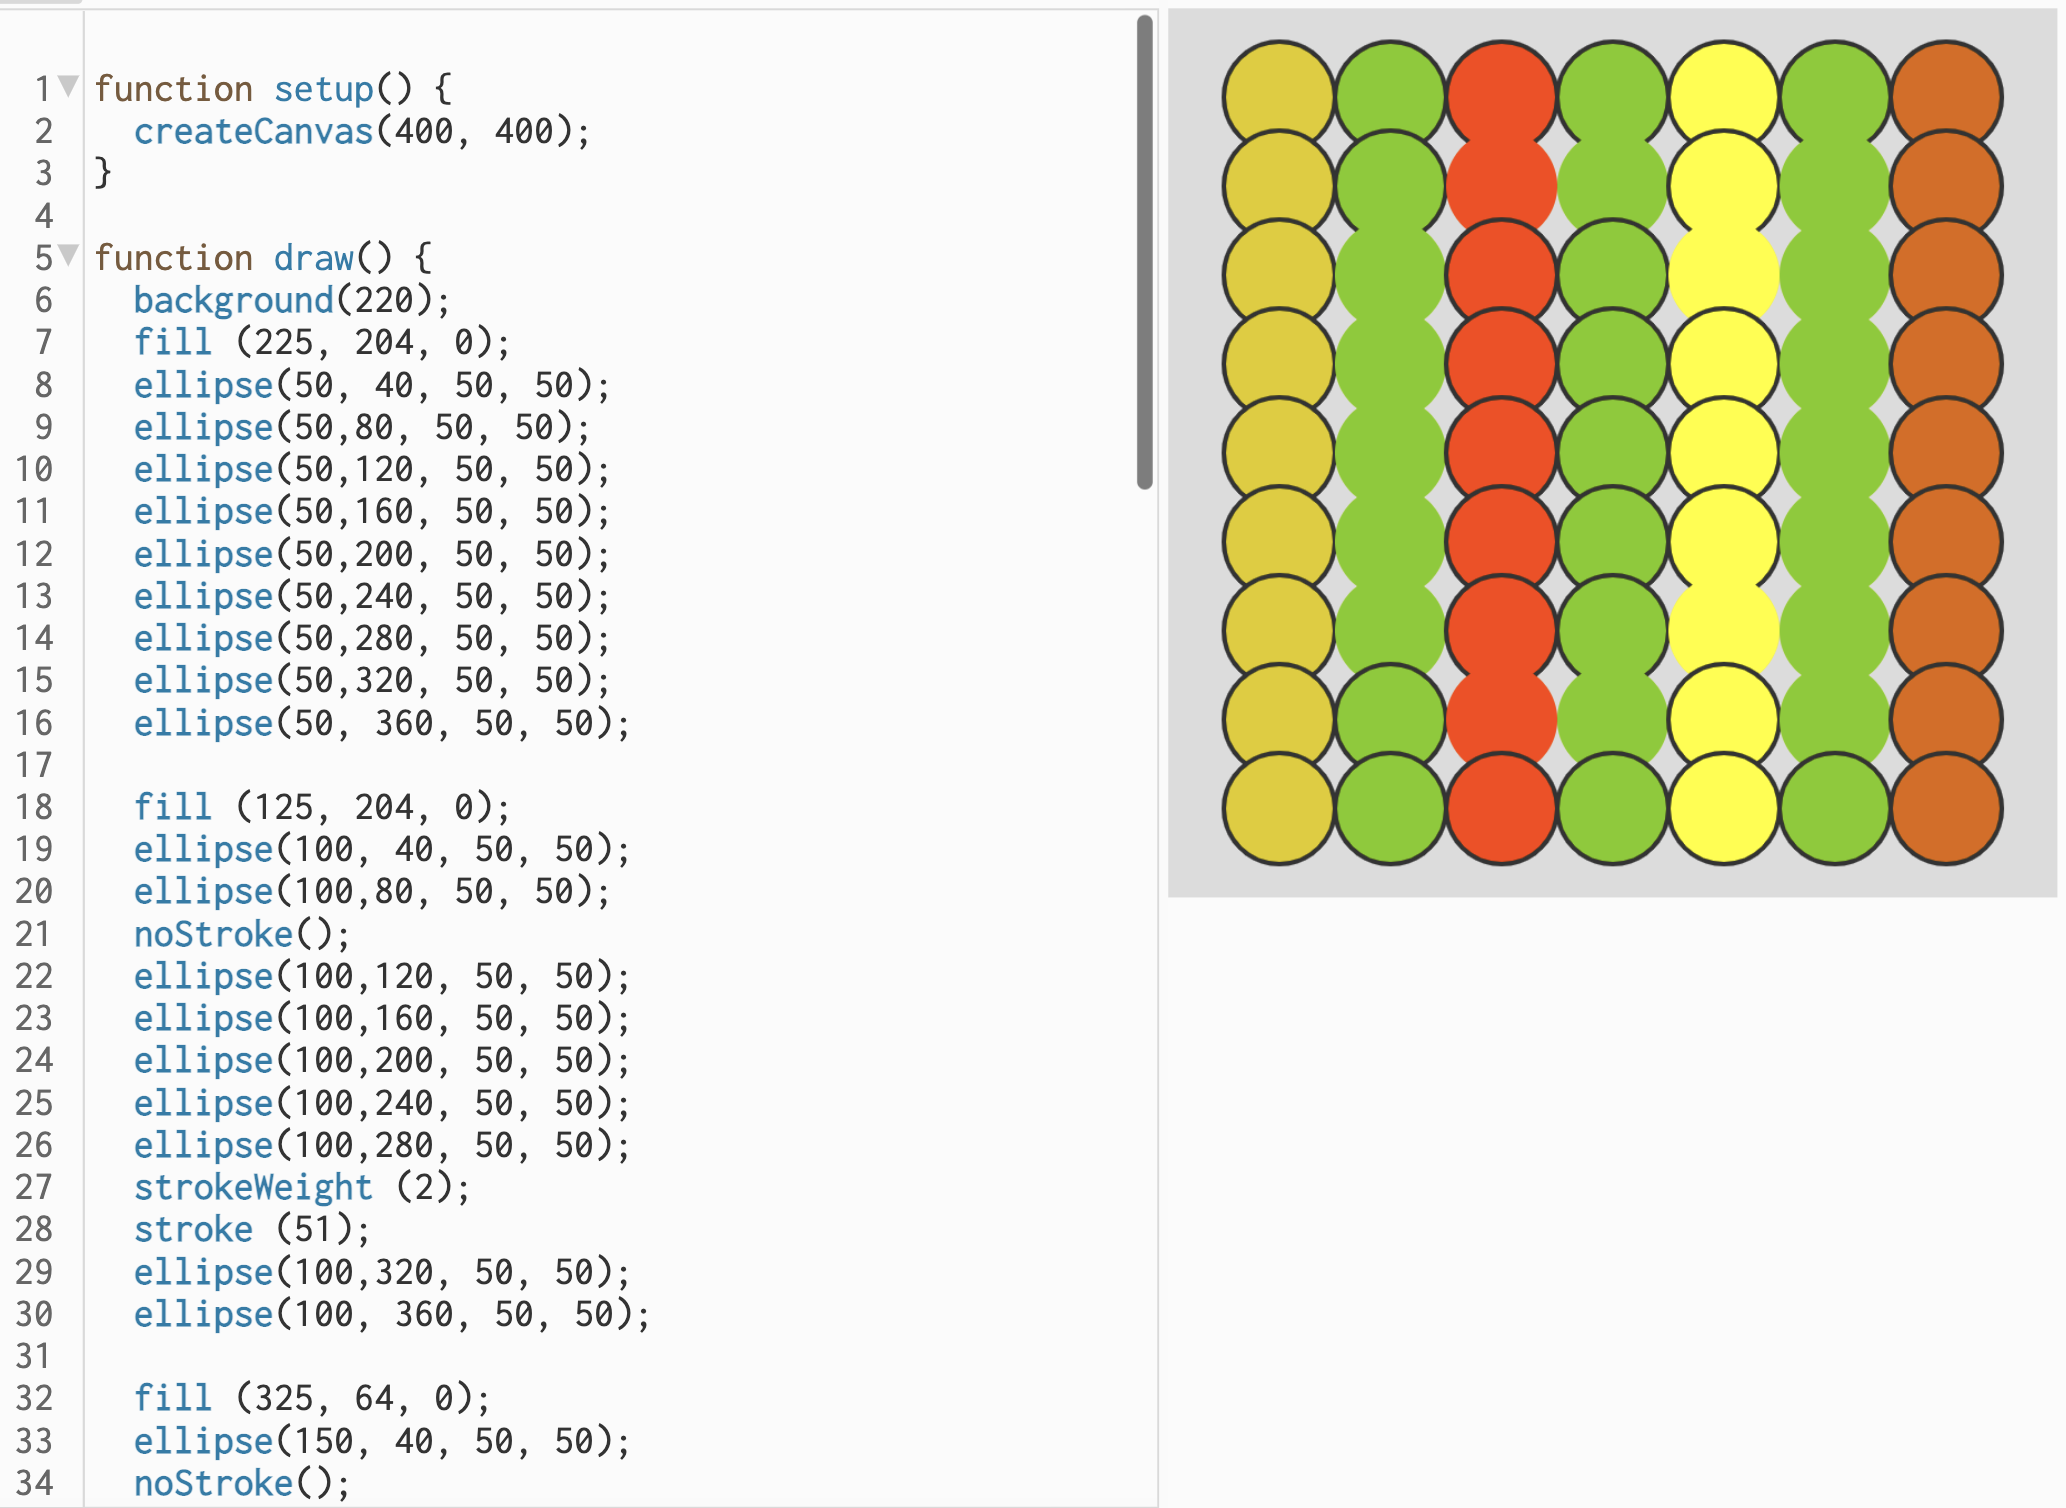 1 function setup() {
2 createCanvas(400, 400);
3 }
4
5 function draw() {
6 background(220);
7 fill (225, 204, 0);
8 ellipse(50, 40, 50, 50);
9 ellipse(50,80, 50, 50);
10 ellipse(50,120, 50, 50);
11 ellipse(50,160, 50, 50);
12 ellipse(50,200, 50, 50);
13 ellipse(50,240, 50, 50);
14 ellipse(50,280, 50, 50);
15 ellipse(50,320, 50, 50);
16 ellipse(50, 360, 50, 50);
17
18 fill (125, 204, 0);
19 ellipse(100, 40, 50, 50);
20 ellipse(100,80, 50, 50);
21 noStroke();
22 ellipse(100,120, 50, 50);
23 ellipse(100,160, 50, 50);
24 ellipse(100,200, 50, 50);
25 ellipse(100,240, 50, 50);
26 ellipse(100,280, 50, 50);
27 strokeWeight (2);
28 stroke (51);
29 ellipse(100,320, 50, 50);
30 ellipse(100, 360, 50, 50);
31
32 fill (325, 64, 0);
33 ellipse(150, 40, 50, 50);
34 noStroke();